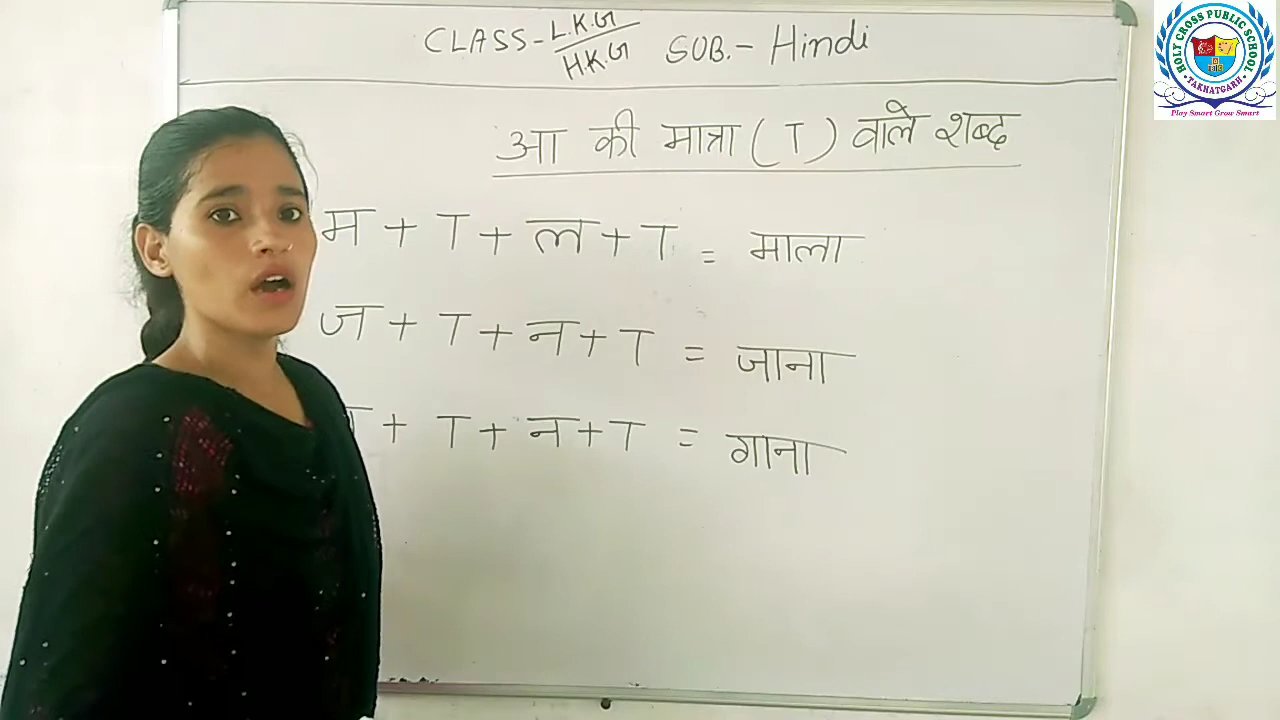 CLASS- L.K.G/H.K.G SUB.- Hindi
आ की मात्रा (ा) वाले शब्द
म + ा + ल + ा = माला
ज + ा + न + ा = जाना
+ ा + न + ा = गाना
HOLY CROSS PUBLIC SCHOOL
TAKHATGARH
Play Smart Grow Smart